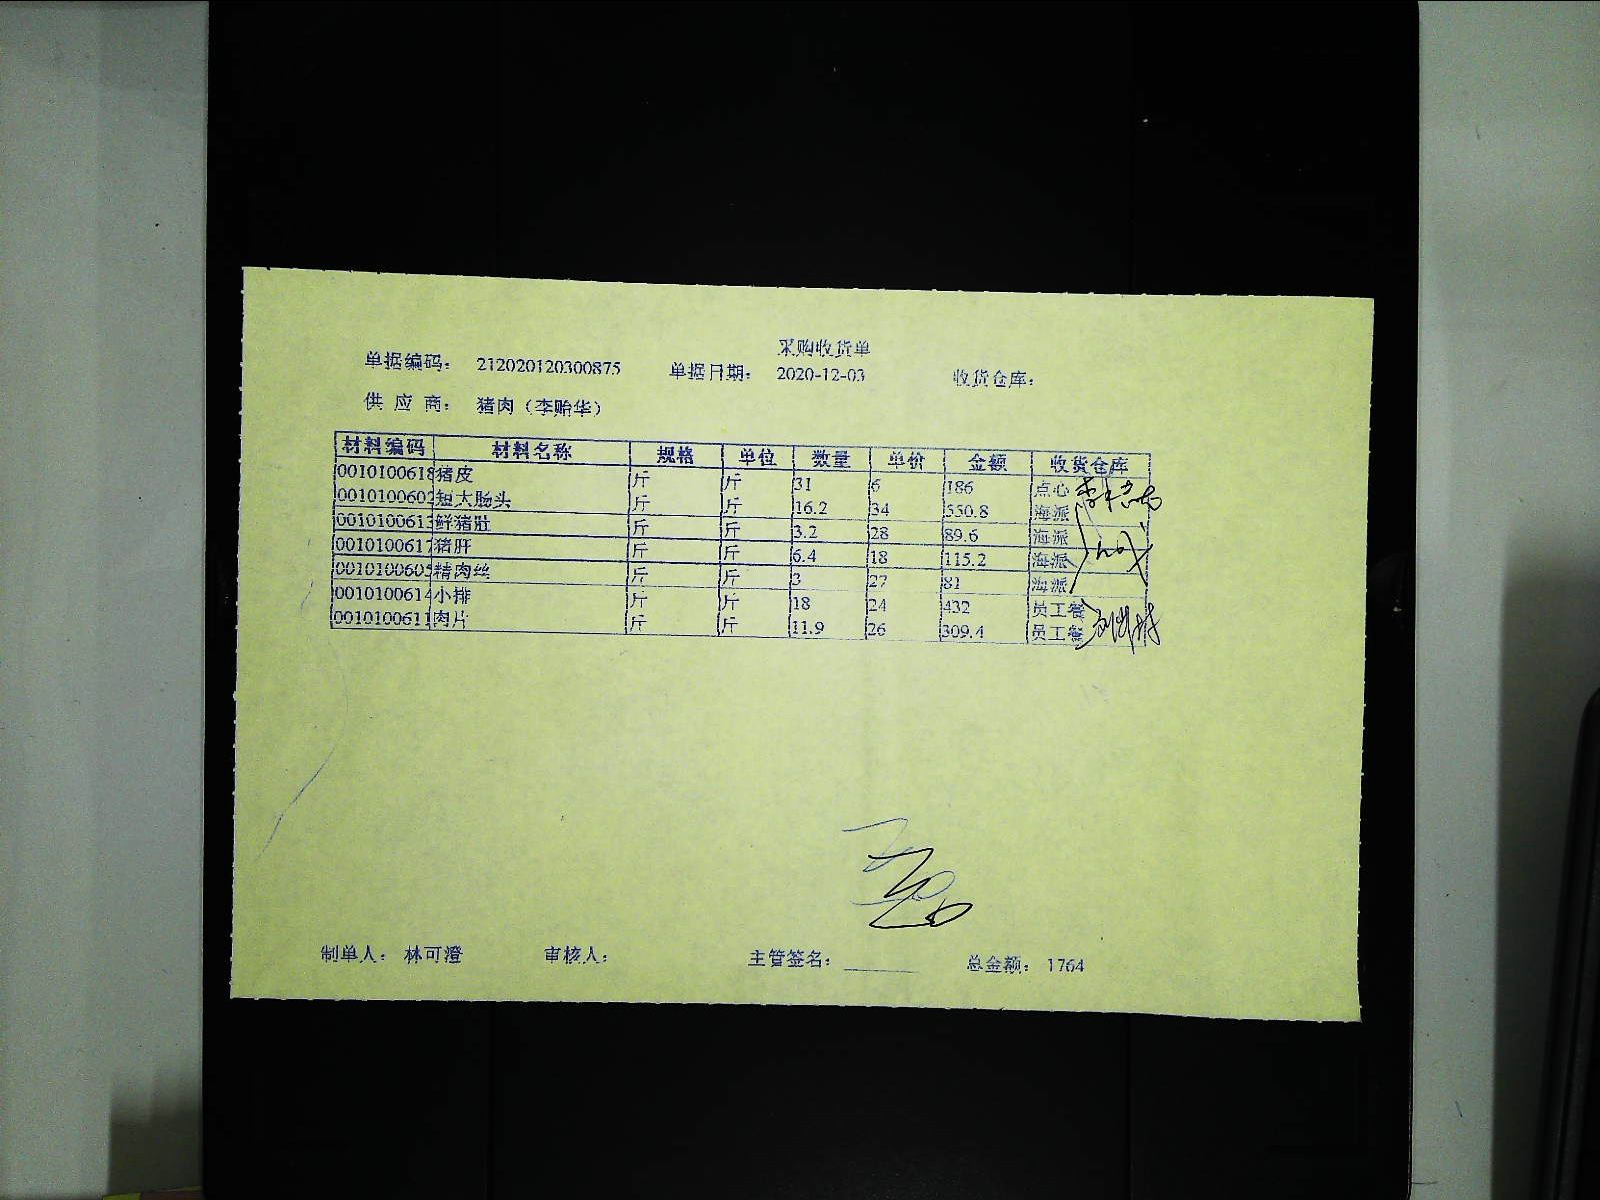 采购收货单
单据编码： 212020120300875 单据日期： 2020-12-03 收货仓库：
供 应 商： 猪肉（李贻华）
材料编码 材料名称 规格 单位 数量 单价 金额 收货仓库
0010100618 猪皮 斤 斤 31 6 186 点心
0010100602 短大肠头 斤 斤 16.2 34 550.8 海派
0010100613 鲜猪肚 斤 斤 3.2 28 89.6 海派
0010100617 猪肝 斤 斤 6.4 18 115.2 海派
0010100605 精肉丝 斤 斤 3 27 81 海派
0010100614 小排 斤 斤 18 24 432 员工餐
0010100611 肉片 斤 斤 11.9 26 309.4 员工餐
制单人： 林可澄 审核人： 主管签名： 总金额： 1764